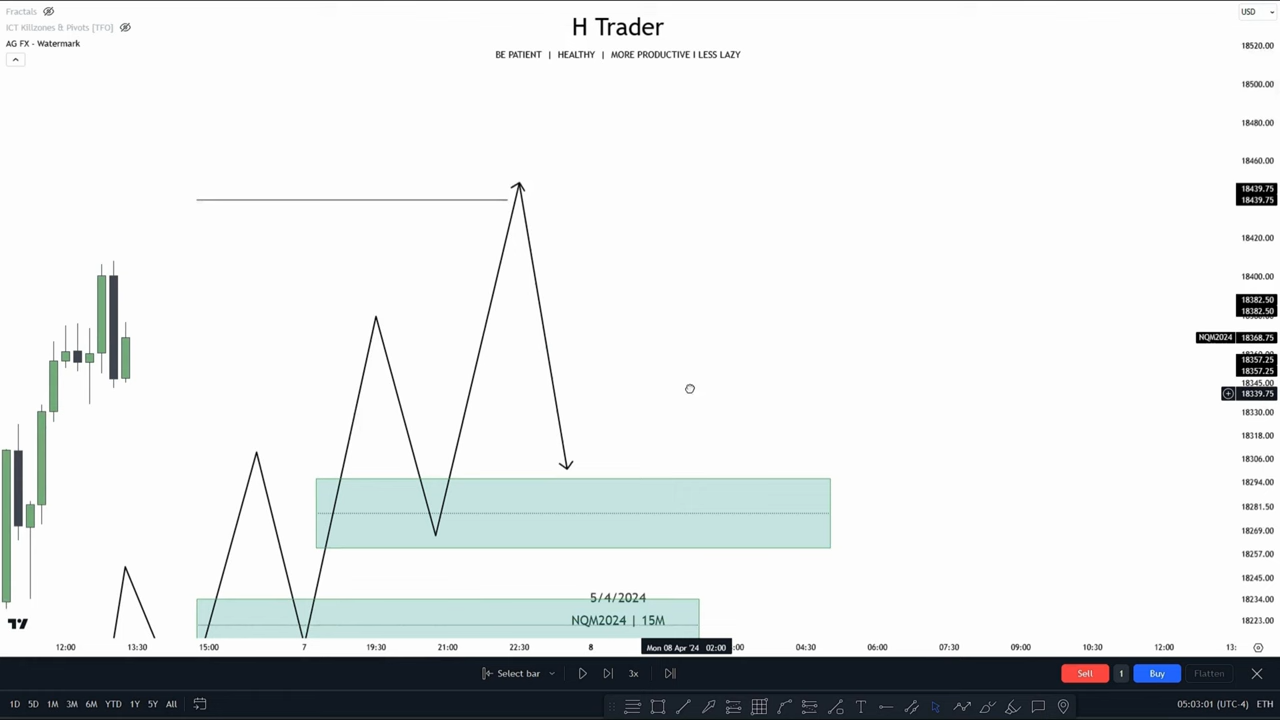 Fractals
ICT Killzones & Pivots [TFO]
AG FX - Watermark
H Trader
BE PATIENT | HEALTHY | MORE PRODUCTIVE I LESS LAZY
USD
18520.00
18500.00
18480.00
18460.00
18439.75
18439.75
18420.00
18400.00
18382.50
18382.50
NQM2024 18368.75
18357.25
18357.25
18345.00
18339.75
18330.00
18318.00
18306.00
18294.00
18281.50
18269.00
18257.00
18245.00
18234.00
18223.00
5/4/2024
NQM2024 | 15M
12:00 13:30 15:00 7 19:30 21:00 22:30 8 Mon 08 Apr '24 02:00 :00 04:30 06:00 07:30 09:00 10:30 12:00 13:
Select bar 3x Sell 1 Buy Flatten
1D 5D 1M 3M 6M YTD 1Y 5Y All 05:03:01 (UTC-4) ETH